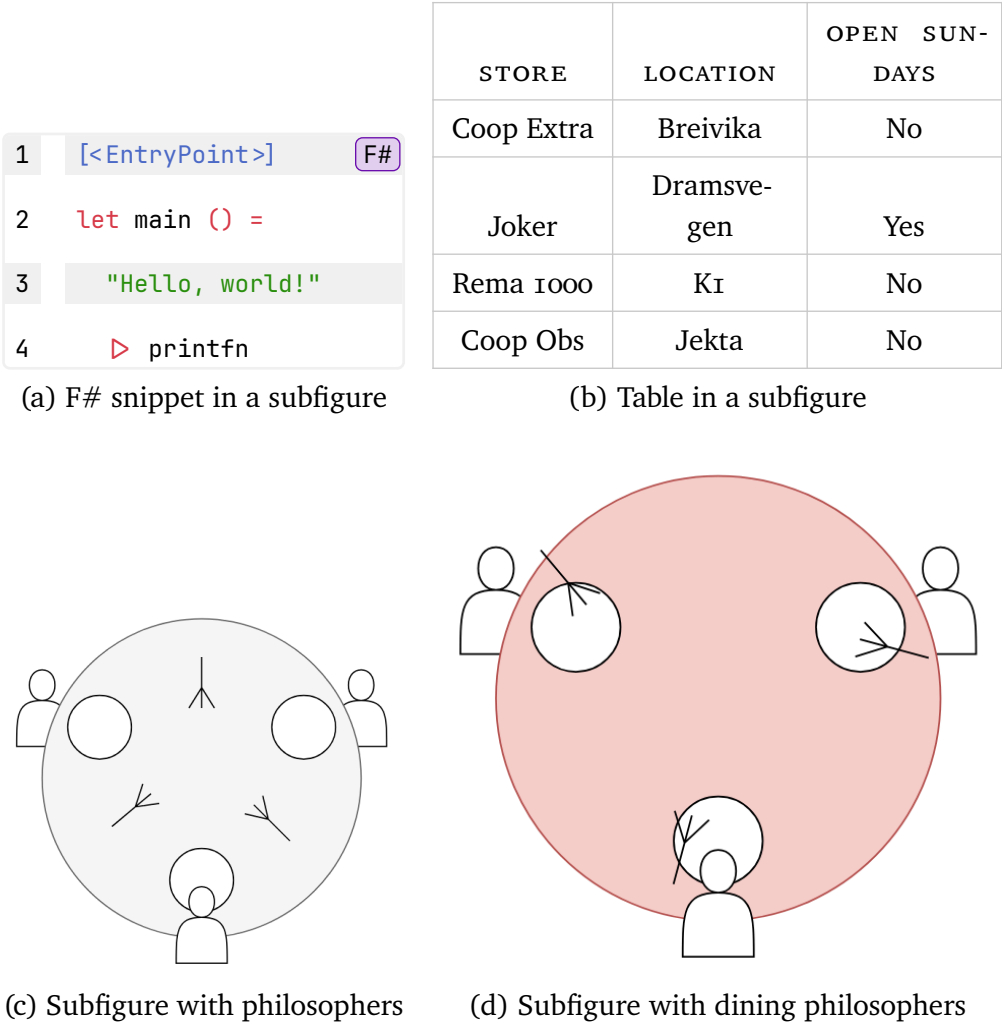 1 [<EntryPoint>] F#
2 let main () =
3 "Hello, world!"
4 ▷ printfn
(a) F# snippet in a subfigure
STORE LOCATION OPEN SUN-
DAYS
Coop Extra Breivika No
Dramsve-
Joker gen Yes
Rema 1000 K1 No
Coop Obs Jekta No
(b) Table in a subfigure
(c) Subfigure with philosophers
(d) Subfigure with dining philosophers